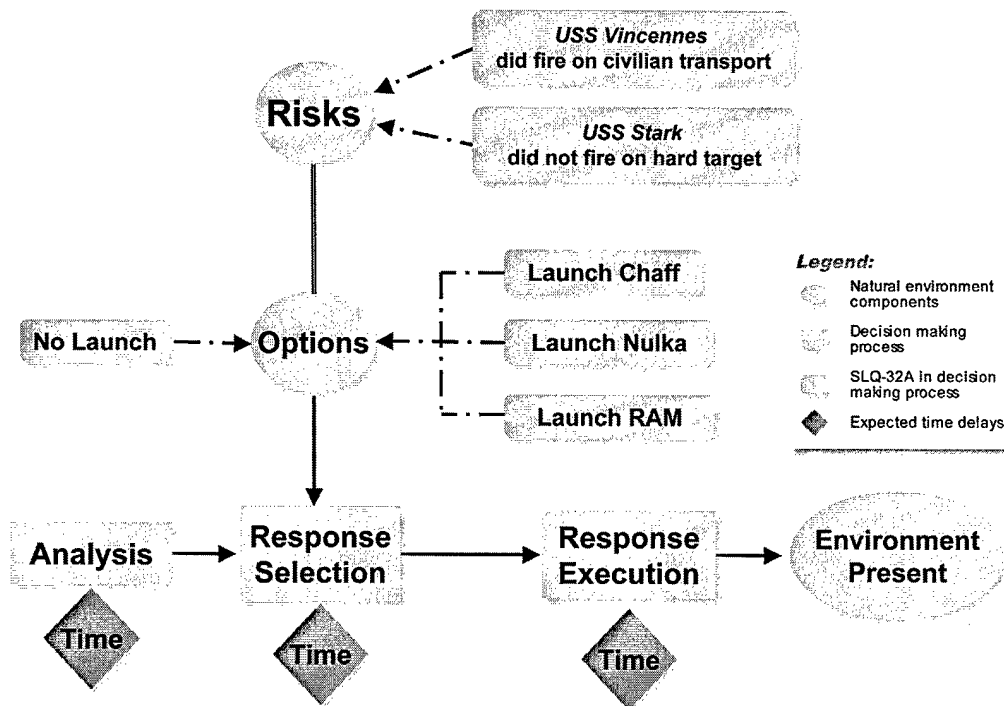 USS Vincennes
did fire on civilian transport
Risks
USS Stark
did not fire on hard target
Launch Chaff
No Launch
Options
Launch Nulka
Launch RAM
Legend:
Natural environment
components
Decision making
process
SLQ-32A in decision
making process
Expected time delays
Analysis
Response
Selection
Response
Execution
Environment
Present
Time
Time
Time